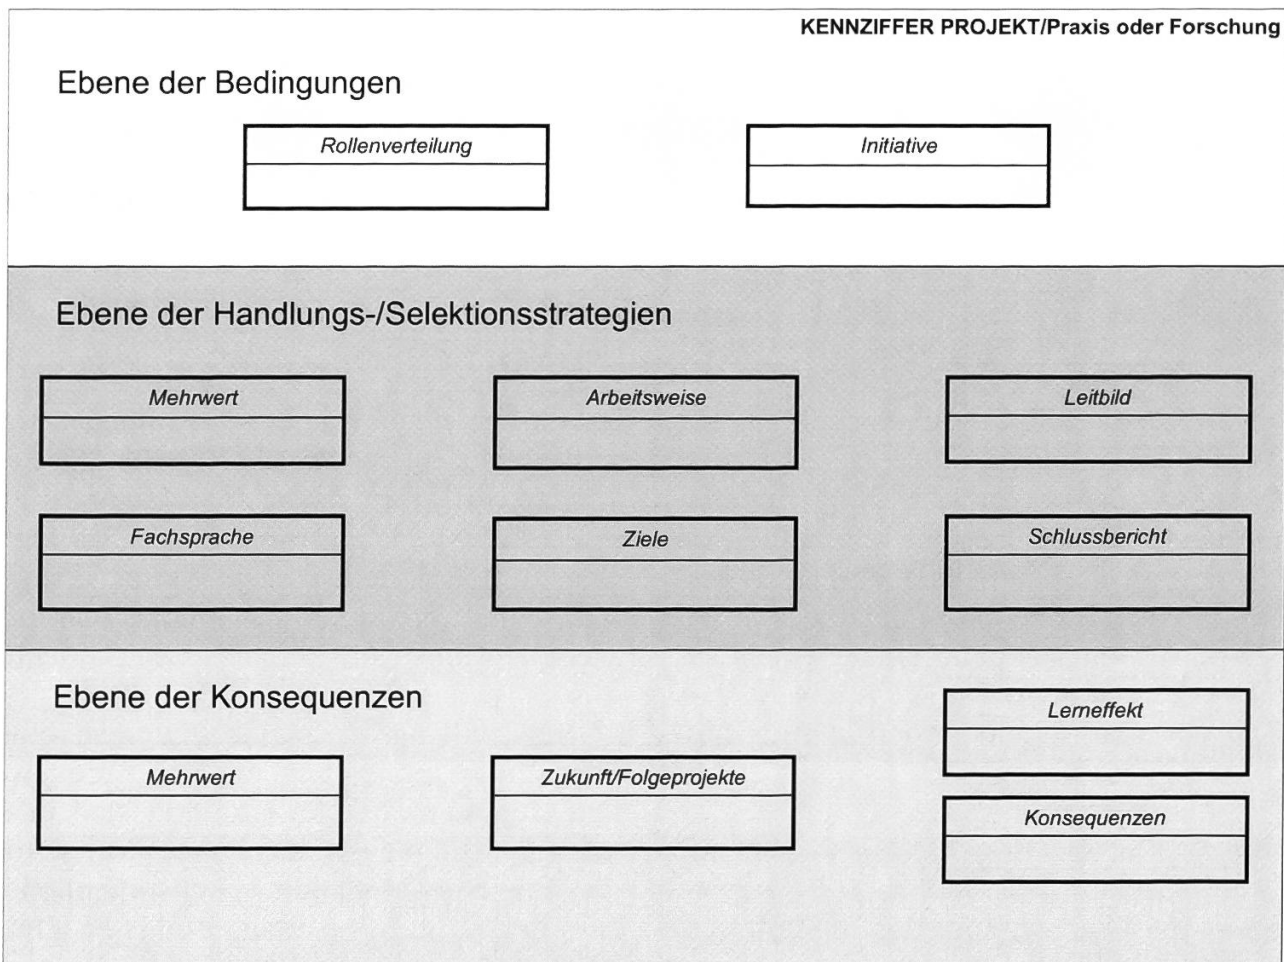 KENNZIFFER PROJEKT/Praxis oder Forschung
Ebene der Bedingungen
Rollenverteilung
Initiative
Ebene der Handlungs-/Selektionsstrategien
Mehrwert
Arbeitsweise
Leitbild
Fachsprache
Ziele
Schlussbericht
Ebene der Konsequenzen
Lerneffekt
Mehrwert
Zukunft/Folgeprojekte
Konsequenzen